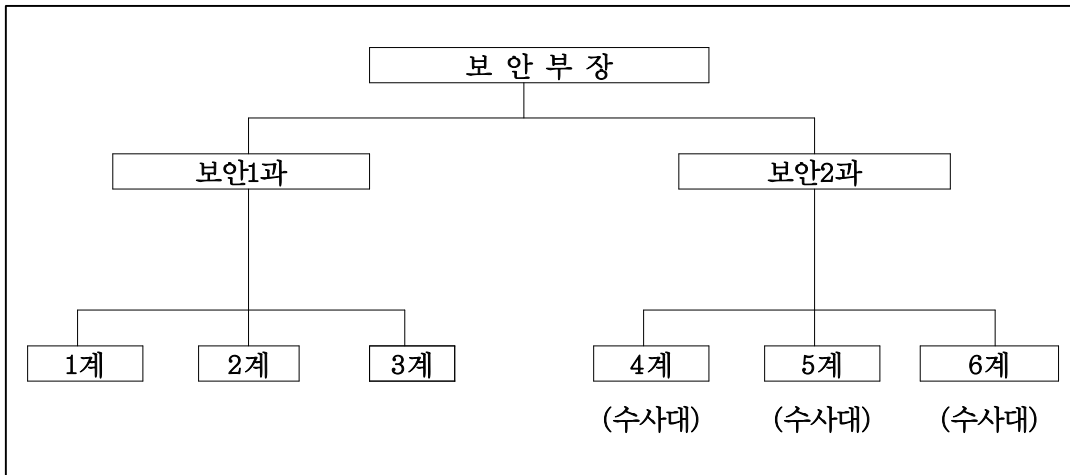 보 안 부 장
보안1과 보안2과
1계 2계 3계 4계 5계 6계
(수사대) (수사대) (수사대)